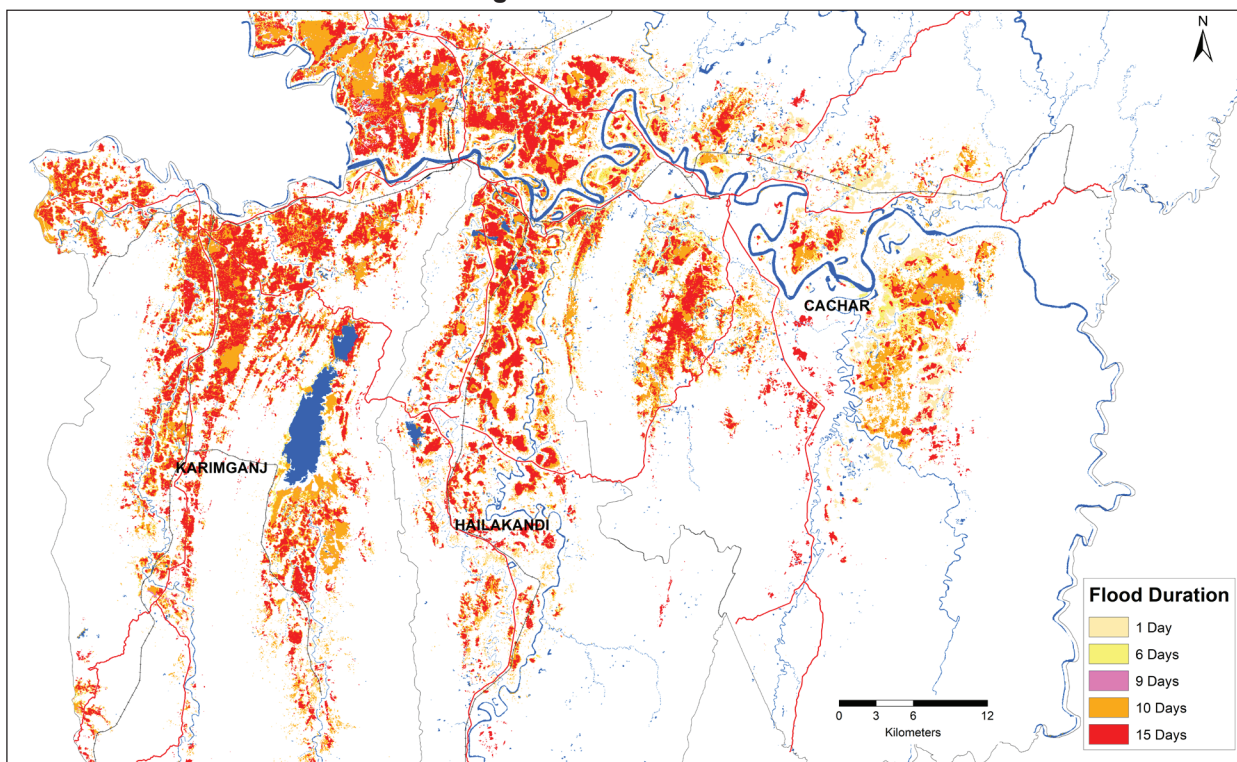 N
CACHAR
KARIMGANJ
HAILAKANDI
Flood Duration
1 Day
6 Days
9 Days
10 Days
15 Days
0 3 6 12
Kilometers